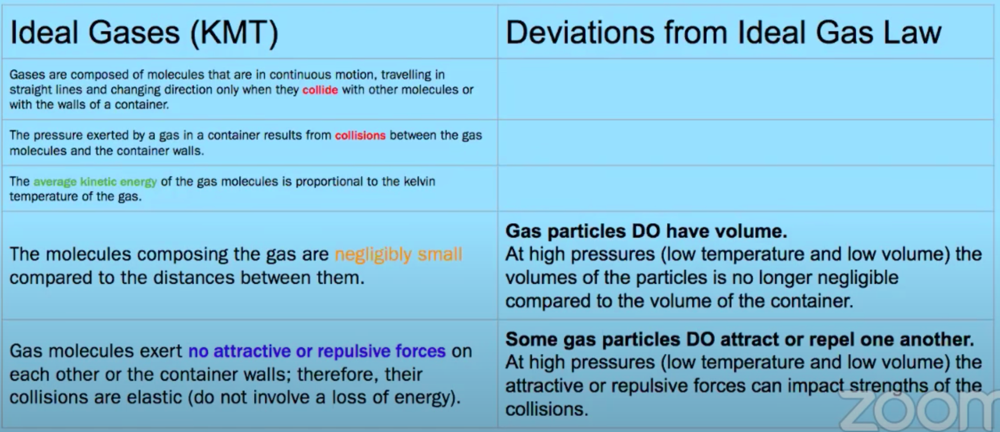 Ideal Gases (KMT)
Deviations from Ideal Gas Law
Gases are composed of molecules that are in continuous motion, travelling in
straight lines and changing direction only when they collide with other molecules or
with the walls of a container.
The pressure exerted by a gas in a container results from collisions between the gas
molecules and the container walls.
The average kinetic energy of the gas molecules is proportional to the kelvin
temperature of the gas.
The molecules composing the gas are negligibly small
compared to the distances between them.
Gas particles DO have volume.
At high pressures (low temperature and low volume) the
volumes of the particles is no longer negligible
compared to the volume of the container.
Gas molecules exert no attractive or repulsive forces on
each other or the container walls; therefore, their
collisions are elastic (do not involve a loss of energy).
Some gas particles DO attract or repel one another.
At high pressures (low temperature and low volume) the
attractive or repulsive forces can impact strengths of the
collisions.
zoom